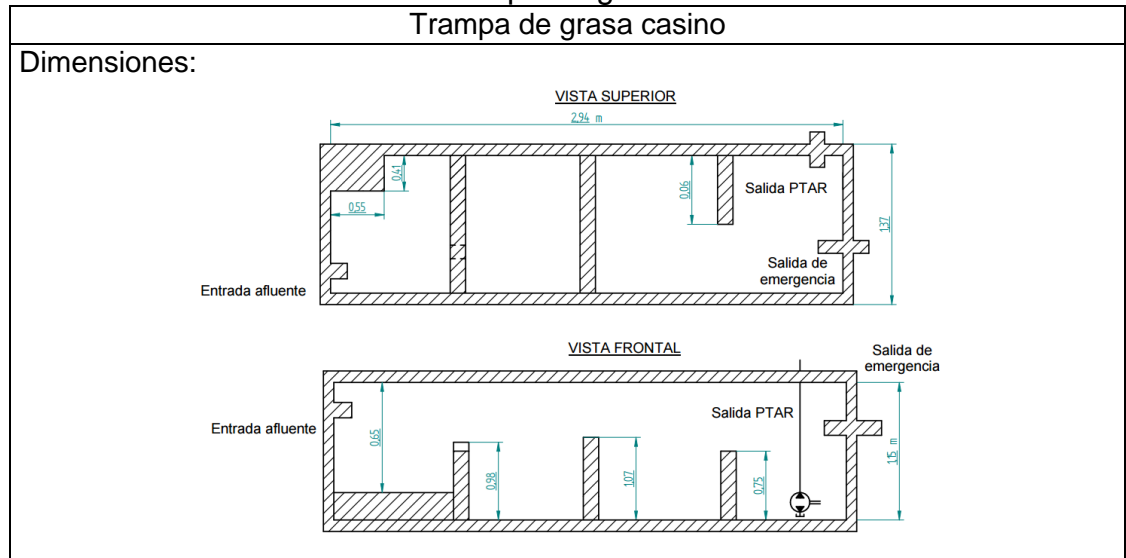 Trampa de grasa casino
Dimensiones:
VISTA SUPERIOR
2,94 m
0,41
0,55
0,06
Salida PTAR
1,37
Salida de
emergencia
Entrada afluente
VISTA FRONTAL
Salida de
emergencia
Entrada afluente
Salida PTAR
0,65
0,98
1,07
0,75
1,15 m